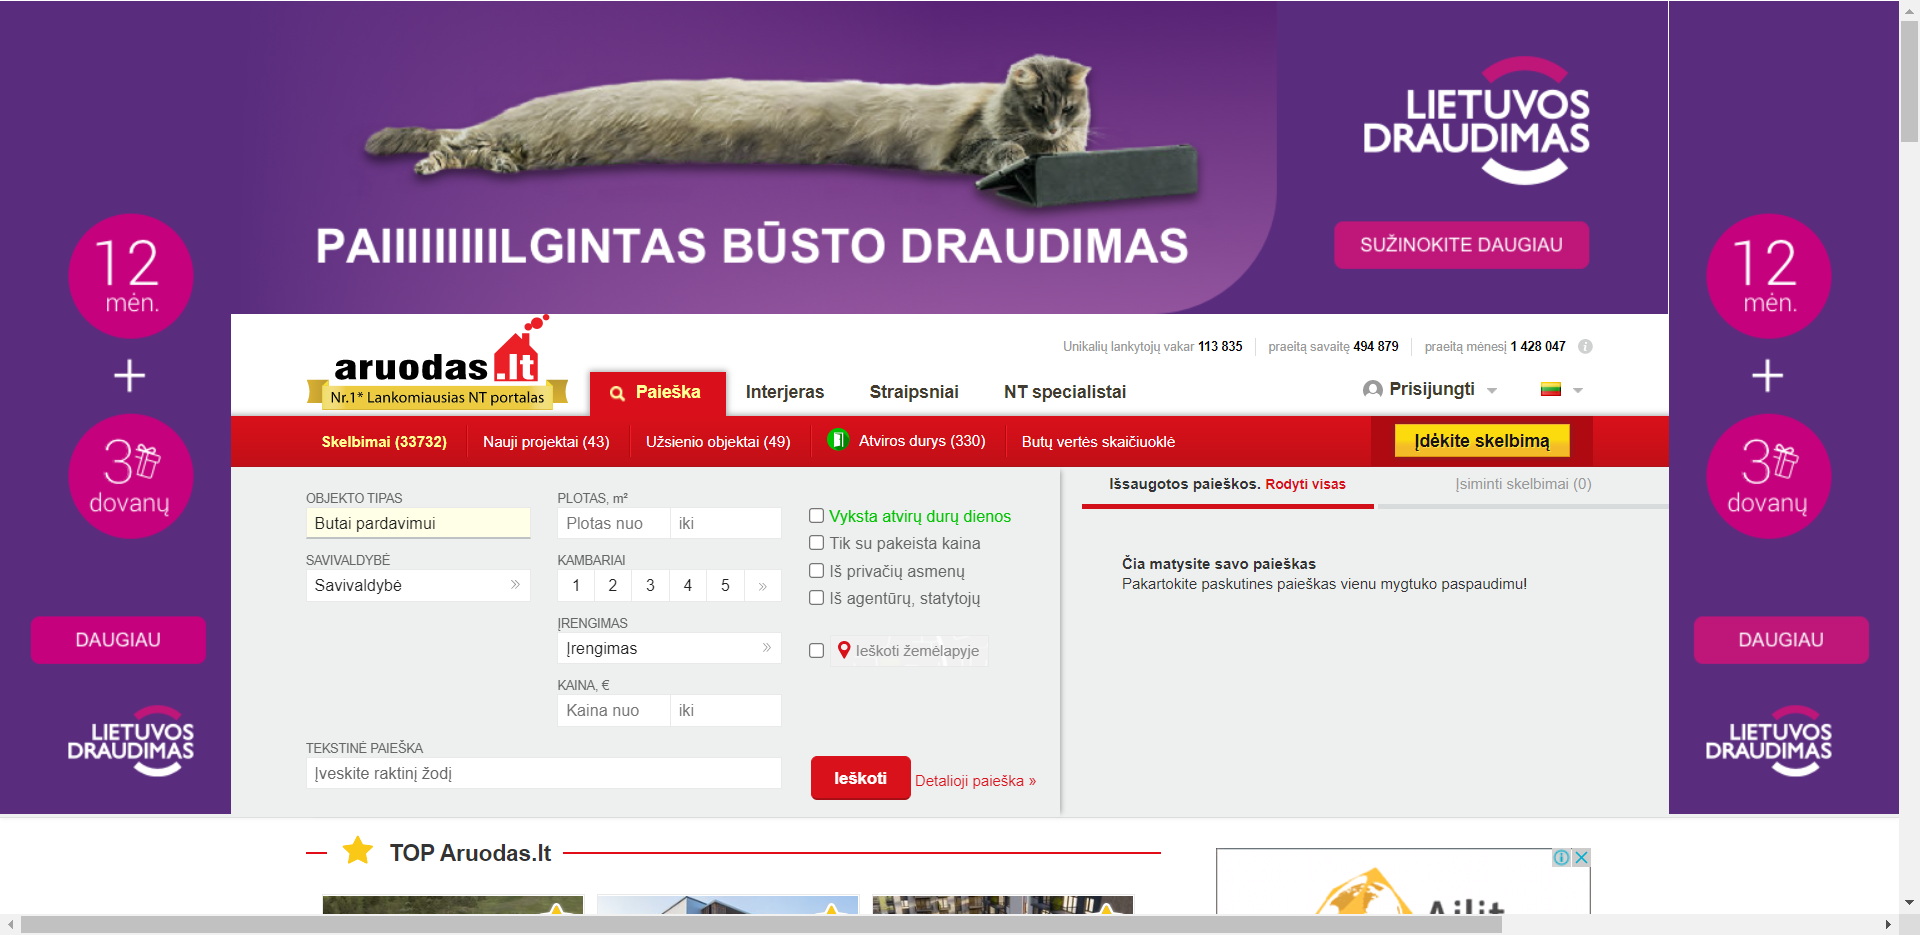 LIETUVOS
DRAUDIMAS
PAIIIIIIIIILGINTAS BŪSTO DRAUDIMAS
SUŽINOKITE DAUGIAU
12
mėn.
+
3
dovanų
DAUGIAU
LIETUVOS
DRAUDIMAS
aruodas.lt
Nr.1* Lankomiausias NT portalas
Unikalių lankytojų vakar 113 835 praeitą savaitę 494 879 praeitą mėnesį 1 428 047
Paieška Interjeras Straipsniai NT specialistai Prisijungti
Skelbimai (33732) Nauji projektai (43) Užsienio objektai (49) Atviros durys (330) Butų vertės skaičiuoklė Įdėkite skelbimą
OBJEKTO TIPAS
Butai pardavimui
SAVIVALDYBĖ
Savivaldybė »
PLOTAS, m²
Plotas nuo iki
KAMBARIAI
1 2 3 4 5 »
ĮRENGIMAS
Įrengimas »
KAINA, €
Kaina nuo iki
TEKSTINĖ PAIEŠKA
Įveskite raktinį žodį
Vyksta atvirų durų dienos
Tik su pakeista kaina
Iš privačių asmenų
Iš agentūrų, statytojų
Ieškoti žemėlapyje
Ieškoti Detalioji paieška »
Išsaugotos paieškos. Rodyti visas Įsiminti skelbimai (0)
Čia matysite savo paieškas
Pakartokite paskutines paieškas vienu mygtuko paspaudimu!
12
mėn.
+
3
dovanų
DAUGIAU
LIETUVOS
DRAUDIMAS
TOP Aruodas.lt